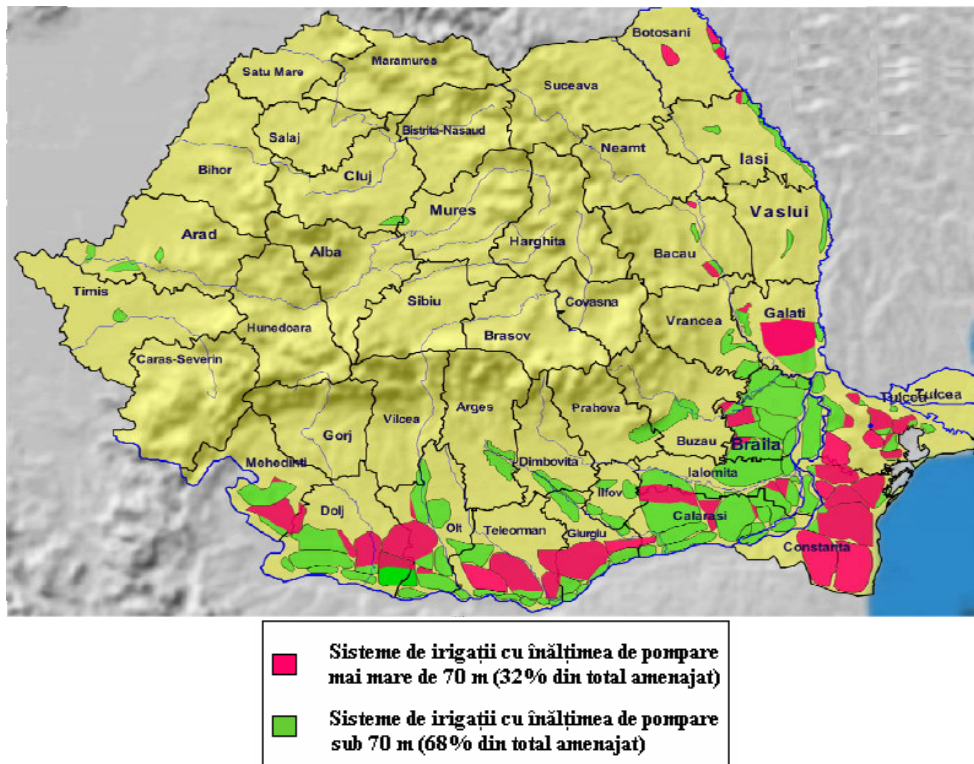 Botosani
Maramures
Satu Mare
Suceava
Salaj
Bistrita-Nasaud
Neamt
Iasi
Bihor
Cluj
Mures
Vaslui
Arad
Alba
Harghita
Bacau
Timis
Sibiu
Covasna
Hunedoara
Brasov
Vrancea
Galati
Caras-Severin
Tulcea
Tulcea
Vilcea
Arges
Prahova
Gorj
Buzau
Braila
Mehedinti
Dimbovita
Ialomita
Dolj
Ilfov
Olt
Teleorman
Giurgiu
Calarasi
Constanta
Sisteme de irigații cu înălțimea de pompare
mai mare de 70 m (32% din total amenajat)
Sisteme de irigații cu înălțimea de pompare
sub 70 m (68% din total amenajat)